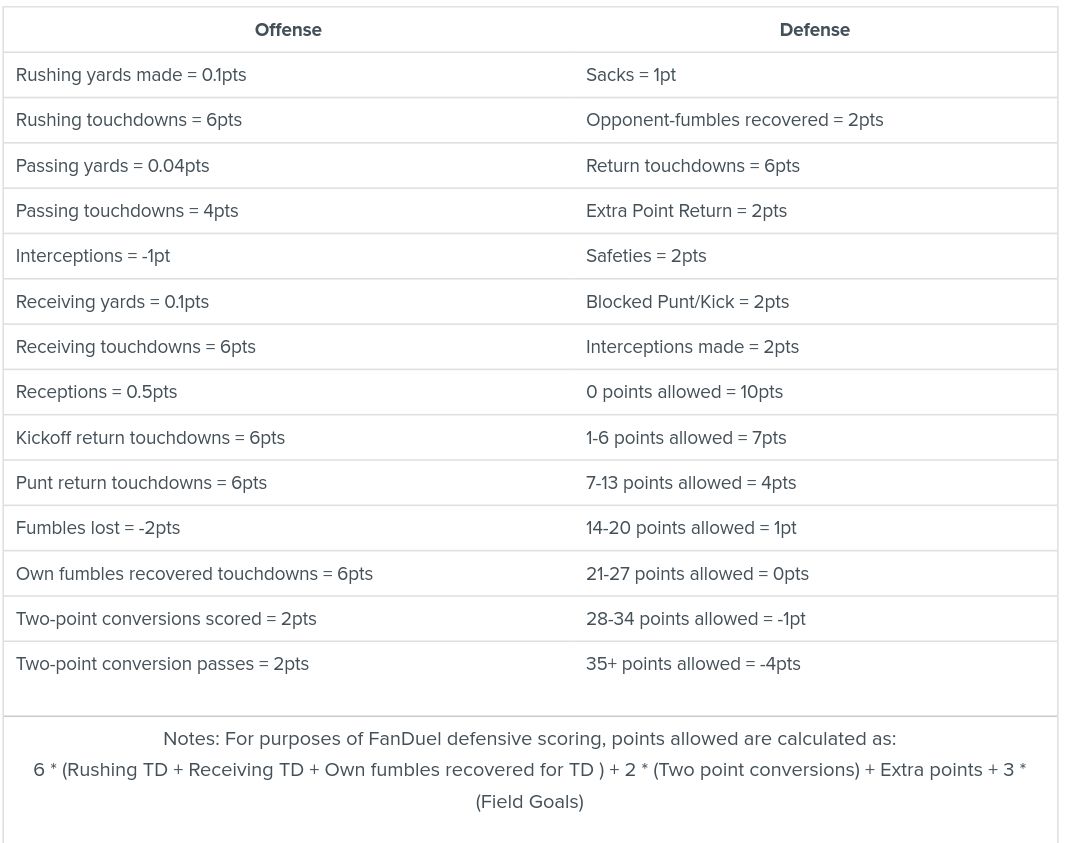 Offense Defense
Rushing yards made = 0.1pts Sacks = 1pt
Rushing touchdowns = 6pts Opponent-fumbles recovered = 2pts
Passing yards = 0.04pts Return touchdowns = 6pts
Passing touchdowns = 4pts Extra Point Return = 2pts
Interceptions = -1pt Safeties = 2pts
Receiving yards = 0.1pts Blocked Punt/Kick = 2pts
Receiving touchdowns = 6pts Interceptions made = 2pts
Receptions = 0.5pts 0 points allowed = 10pts
Kickoff return touchdowns = 6pts 1-6 points allowed = 7pts
Punt return touchdowns = 6pts 7-13 points allowed = 4pts
Fumbles lost = -2pts 14-20 points allowed = 1pt
Own fumbles recovered touchdowns = 6pts 21-27 points allowed = 0pts
Two-point conversions scored = 2pts 28-34 points allowed = -1pt
Two-point conversion passes = 2pts 35+ points allowed = -4pts
Notes: For purposes of FanDuel defensive scoring, points allowed are calculated as:
6 * (Rushing TD + Receiving TD + Own fumbles recovered for TD ) + 2 * (Two point conversions) + Extra points + 3 *
(Field Goals)